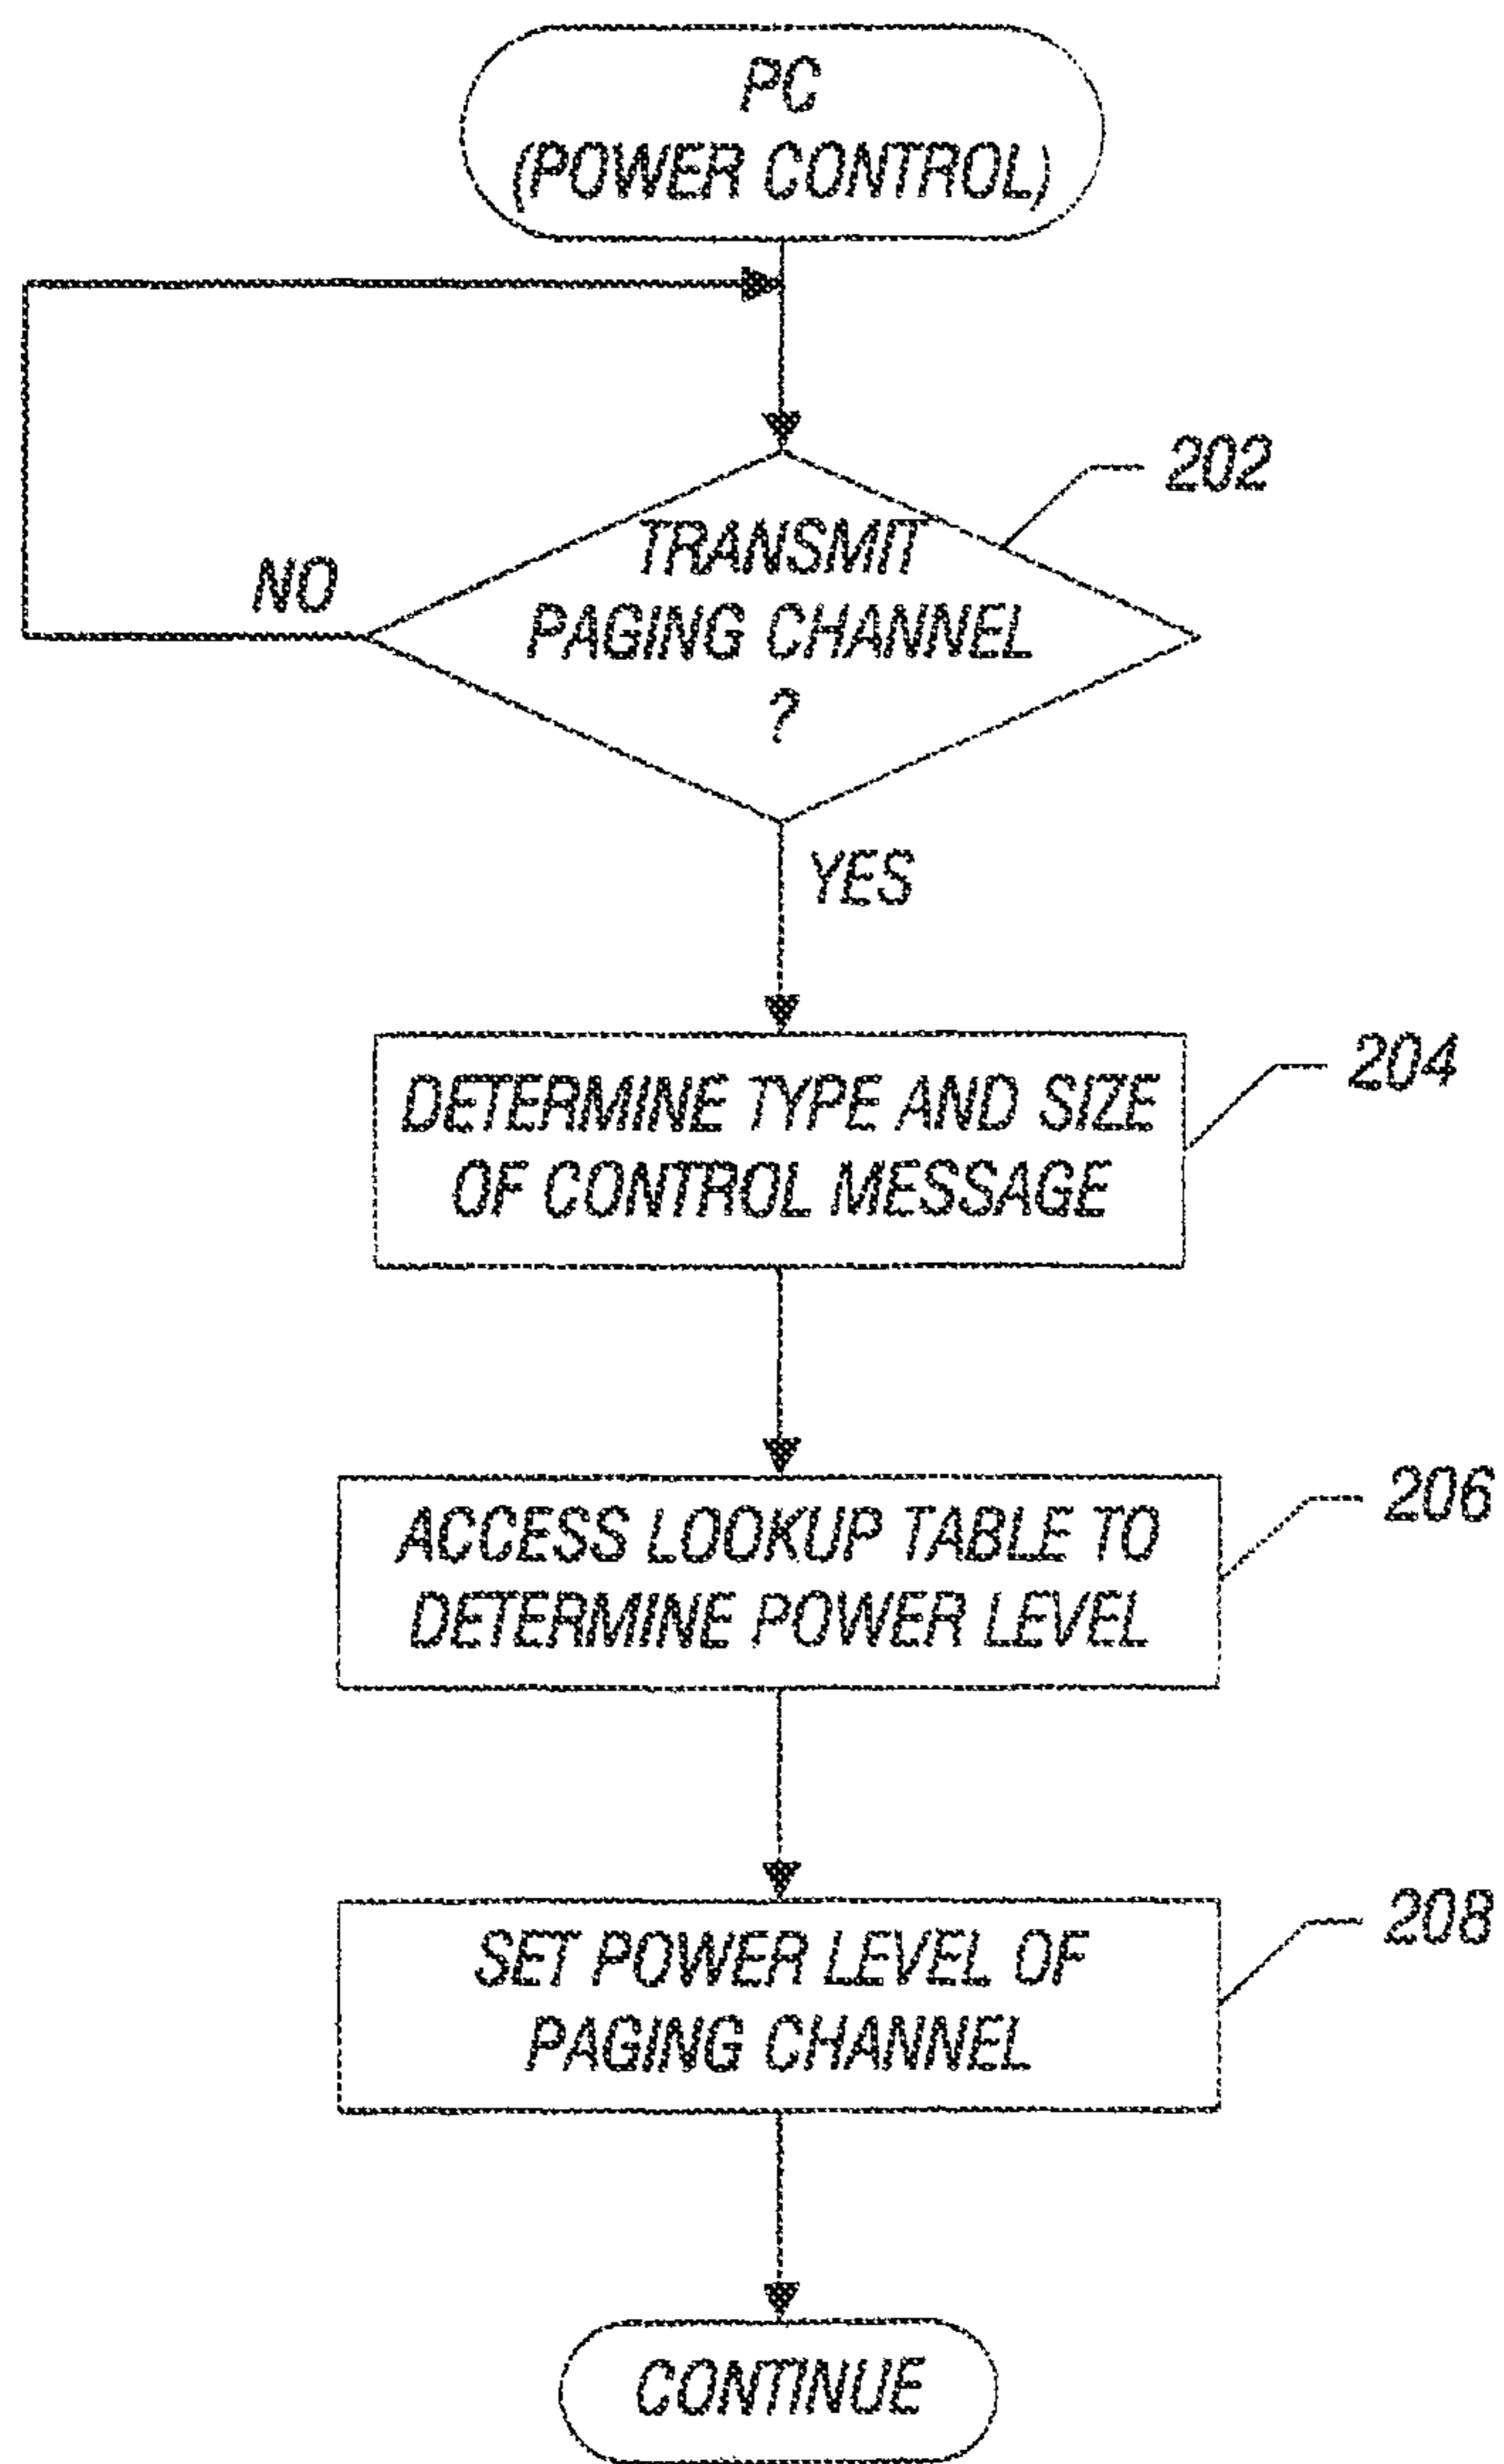 PC
(POWER CONTROL)
202
TRANSMIT
PAGING CHANNEL
?
NO
YES
204
DETERMINE TYPE AND SIZE
OF CONTROL MESSAGE
206
ACCESS LOOKUP TABLE TO
DETERMINE POWER LEVEL
208
SET POWER LEVEL OF
PAGING CHANNEL
CONTINUE